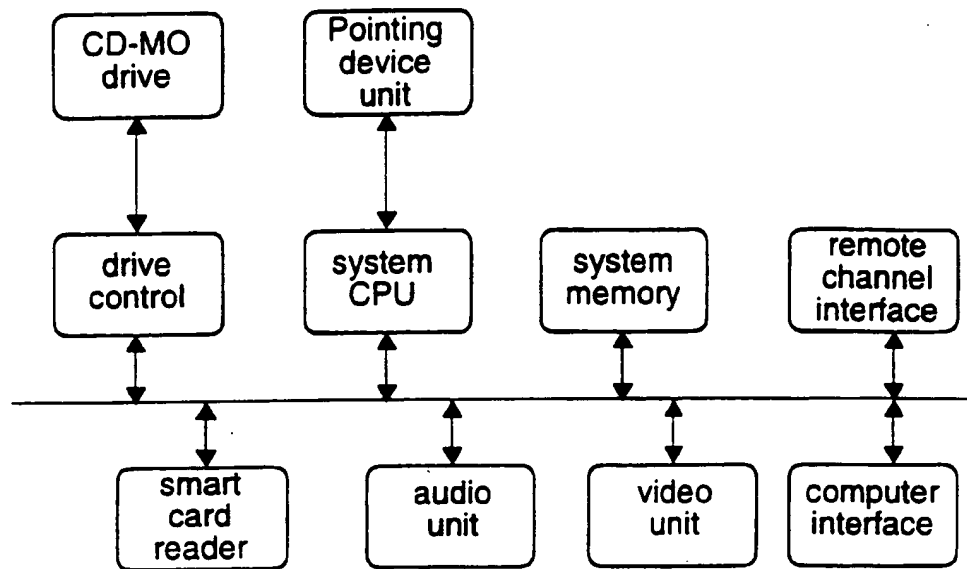 CD-MO
drive
Pointing
device
unit
drive
control
system
CPU
system
memory
remote
channel
interface
smart
card
reader
audio
unit
video
unit
computer
interface